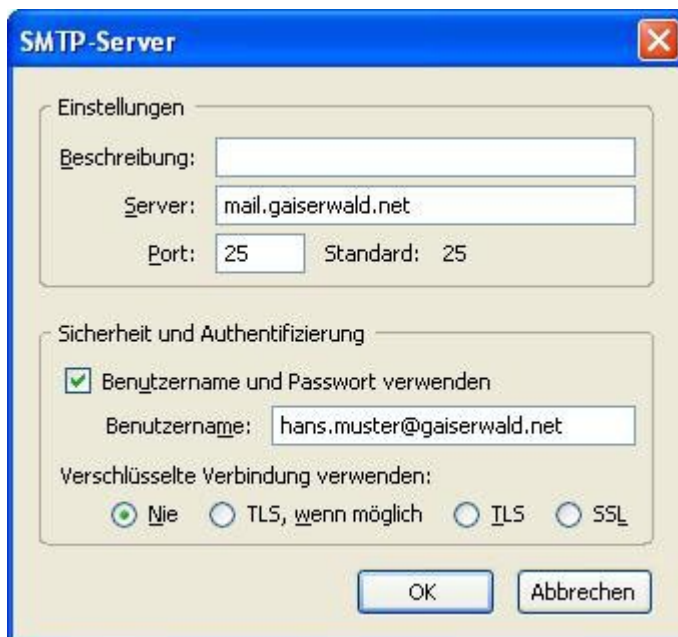 SMTP-Server
Einstellungen
Beschreibung:
Server: mail.gaiserwald.net
Port: 25 Standard: 25
Sicherheit und Authentifizierung
Benutzername und Passwort verwenden
Benutzername: hans.muster@gaiserwald.net
Verschlüsselte Verbindung verwenden:
Nie TLS, wenn möglich TLS SSL
OK Abbrechen